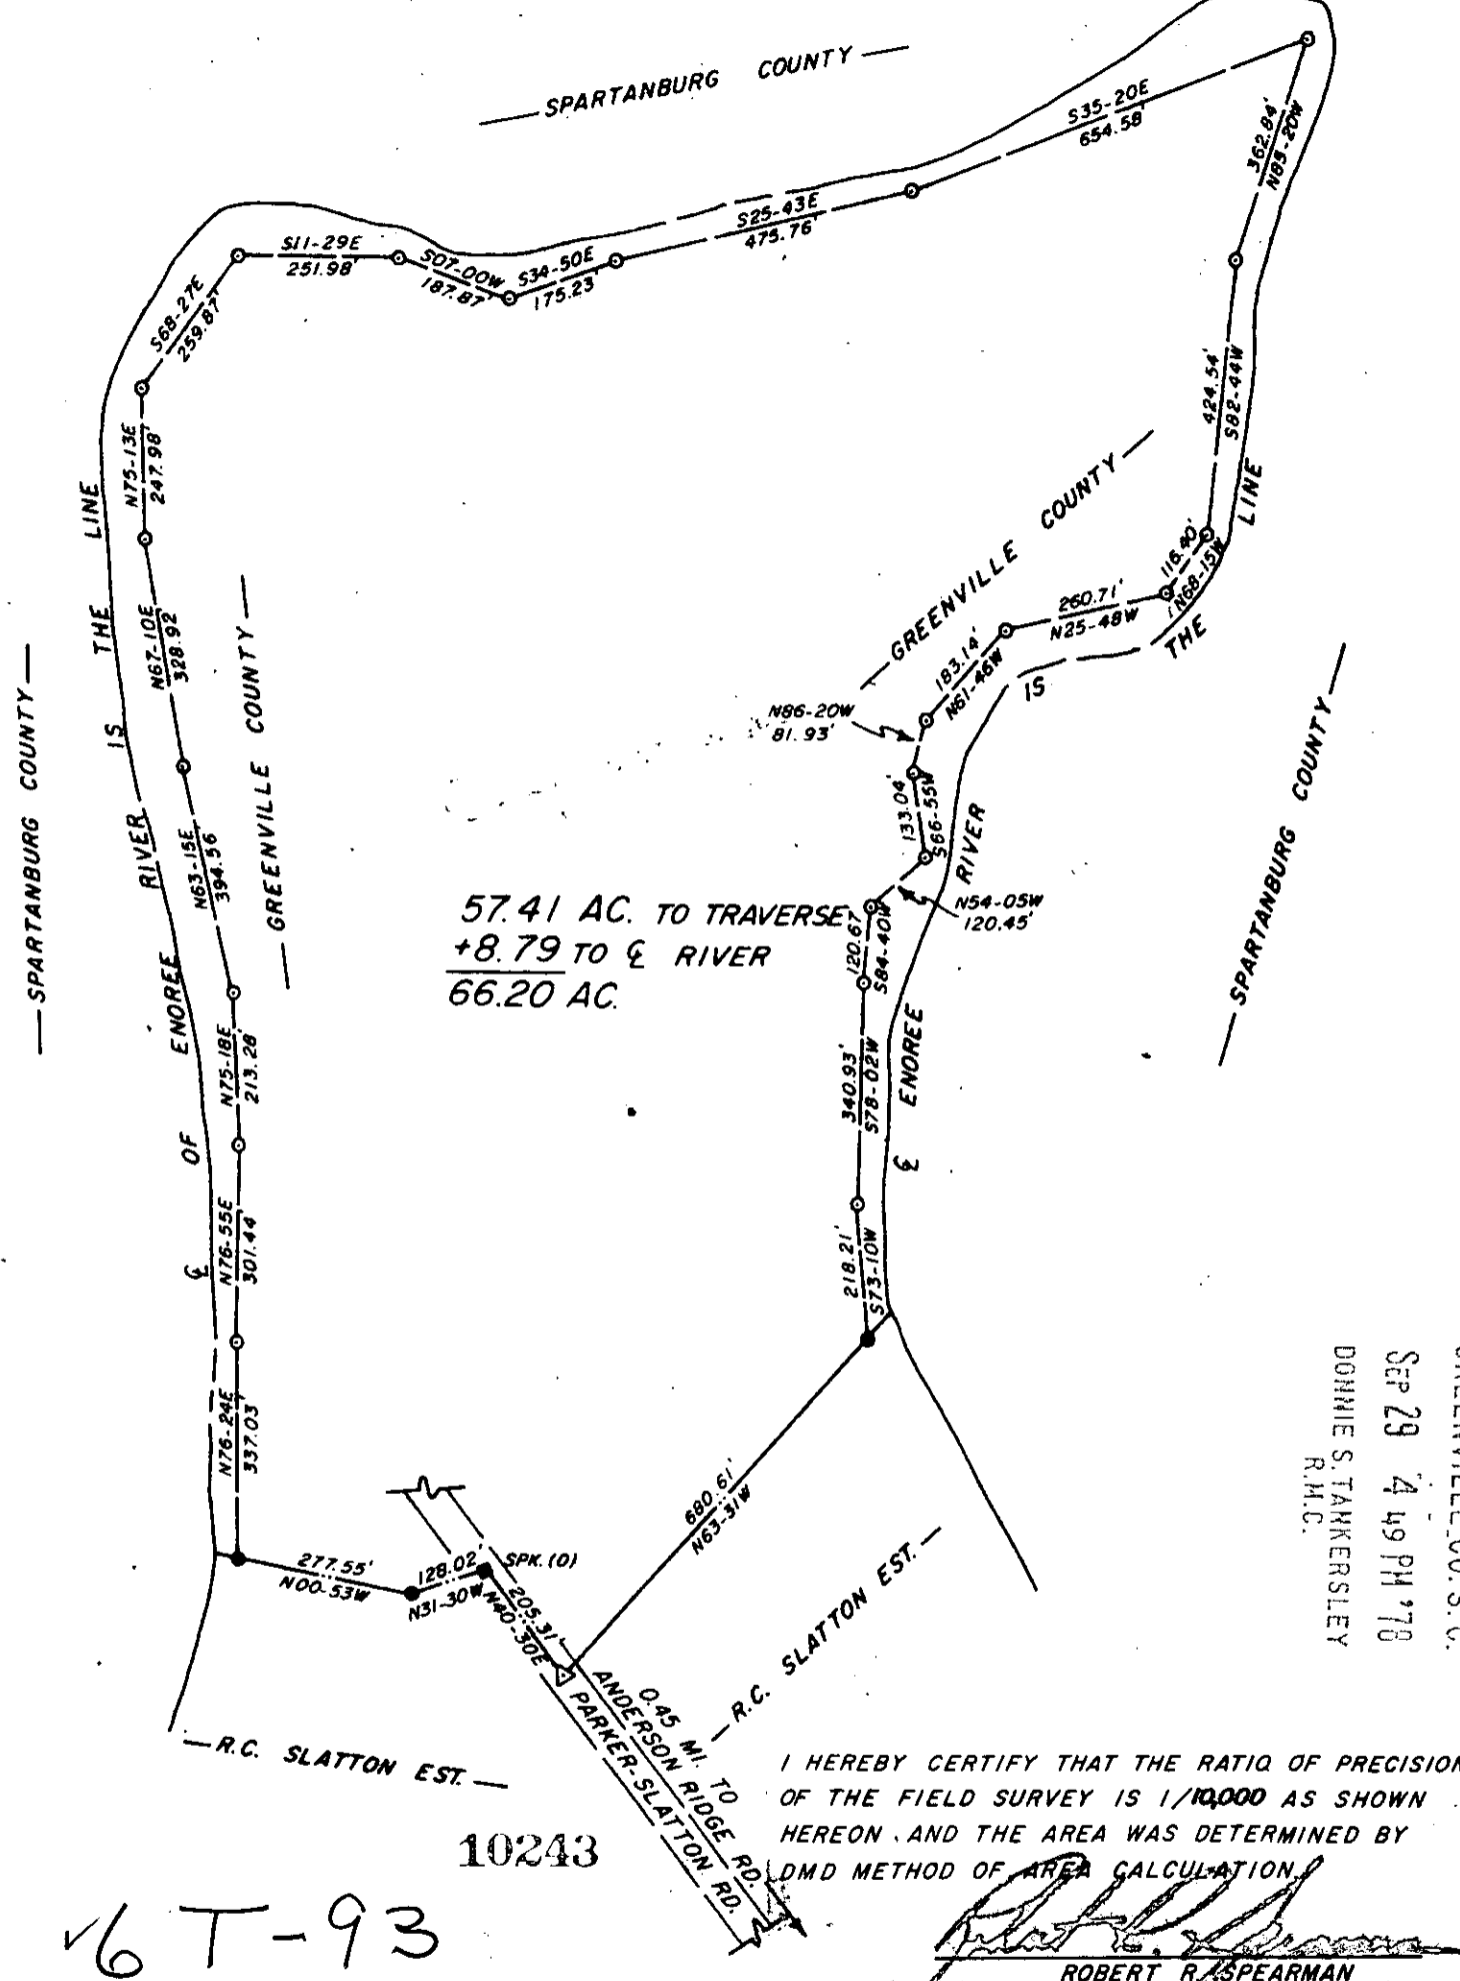 — SPARTANBURG COUNTY —
S35-20E
654.58'
362.84'
N85-20W
S25-43E
475.76'
S11-29E
251.98'
S07-00W
187.87'
S34-50E
175.23'
S68-27E
259.87'
424.54'
S82-44W
N75-13E
247.98'
116.40'
N68-15W
260.71'
N25-48W
183.14'
N61-46W
N86-20W
81.93'
133.04'
S66-55W
N54-05W
120.45'
120.67'
S84-40W
340.93'
S78-02W
218.21'
S73-10W
N67-10E
328.92
N63-15E
394.56
N75-18E
213.28'
N76-55E
301.44'
N76-24E
337.03'
℄ OF ENOREE RIVER IS THE LINE
— SPARTANBURG COUNTY —
— GREENVILLE COUNTY —
— GREENVILLE COUNTY —
℄ ENOREE RIVER IS THE LINE
— SPARTANBURG COUNTY —
57.41 AC. TO TRAVERSE
+8.79 TO ℄ RIVER
66.20 AC.
680.61'
N63-31W
277.55'
N00-53W
128.02'
N31-30W
SPK.(O)
205.31'
N40-30E
PARKER-SLATTON RD.
0.45 MI. TO
ANDERSON RIDGE RD.
— R.C. SLATTON EST. —
— R.C. SLATTON EST. —
SEP 29 4 49 PM '78
DONNIE S. TANKERSLEY
R.M.C.
I HEREBY CERTIFY THAT THE RATIO OF PRECISION
OF THE FIELD SURVEY IS 1/10,000 AS SHOWN
HEREON AND THE AREA WAS DETERMINED BY
DMD METHOD OF AREA CALCULATION.
ROBERT R. SPEARMAN
10243
6 T-93